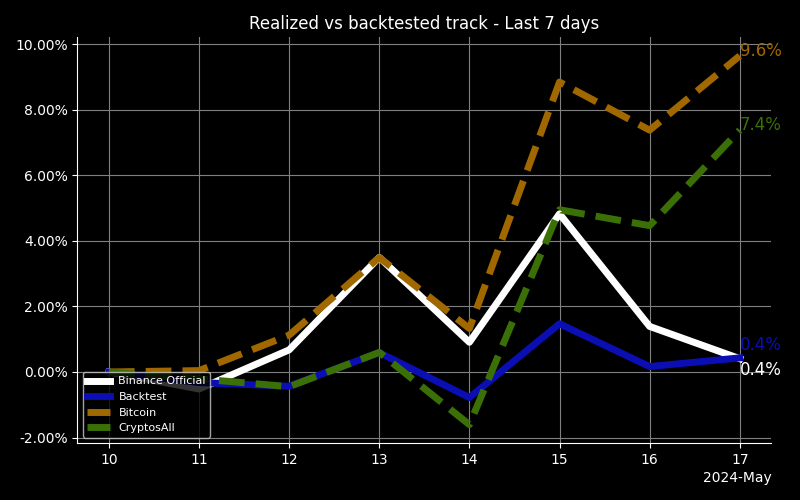 Realized vs backtested track - Last 7 days
10.00%
8.00%
6.00%
4.00%
2.00%
0.00%
-2.00%
9.6%
7.4%
0.4%
0.4%
Binance Official
Backtest
Bitcoin
CryptosAll
10 11 12 13 14 15 16 17
2024-May